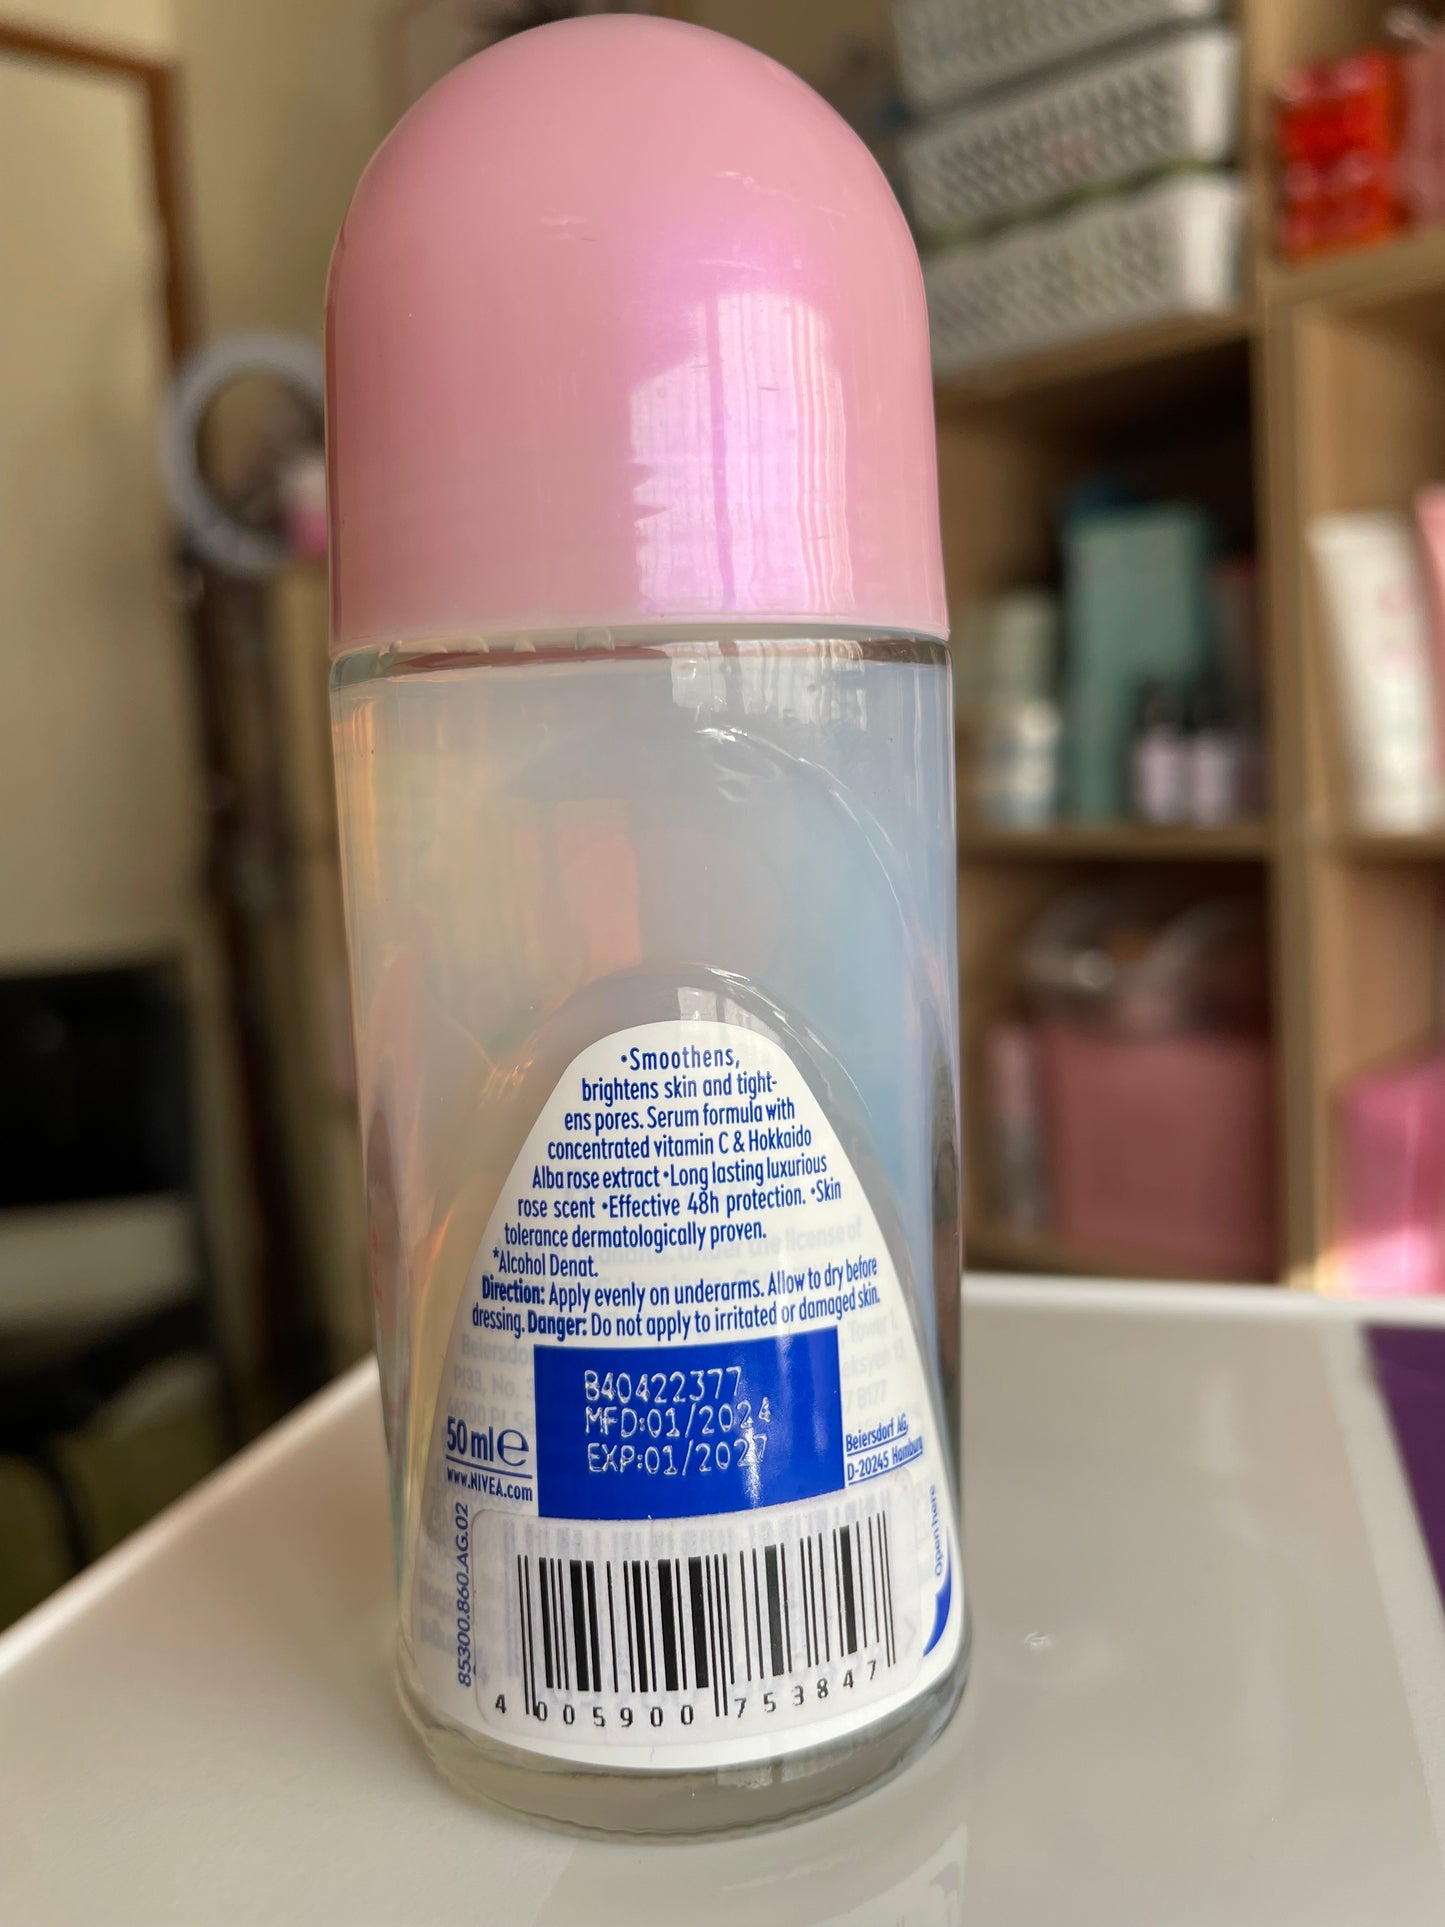 •Smoothens,
brightens skin and tight-
ens pores. Serum formula with
concentrated vitamin C & Hokkaido
Alba rose extract •Long lasting luxurious
rose scent •Effective 48h protection. •Skin
tolerance dermatologically proven.
*Alcohol Denat.
Direction: Apply evenly on underarms. Allow to dry before
dressing. Danger: Do not apply to irritated or damaged skin.
B40422377
MFD:01/2024
EXP:01/2027
50 ml e
www.NIVEA.com
Beiersdorf AG,
D-20245 Hamburg
85300.860.AG.02
Open here
4 005900 753847